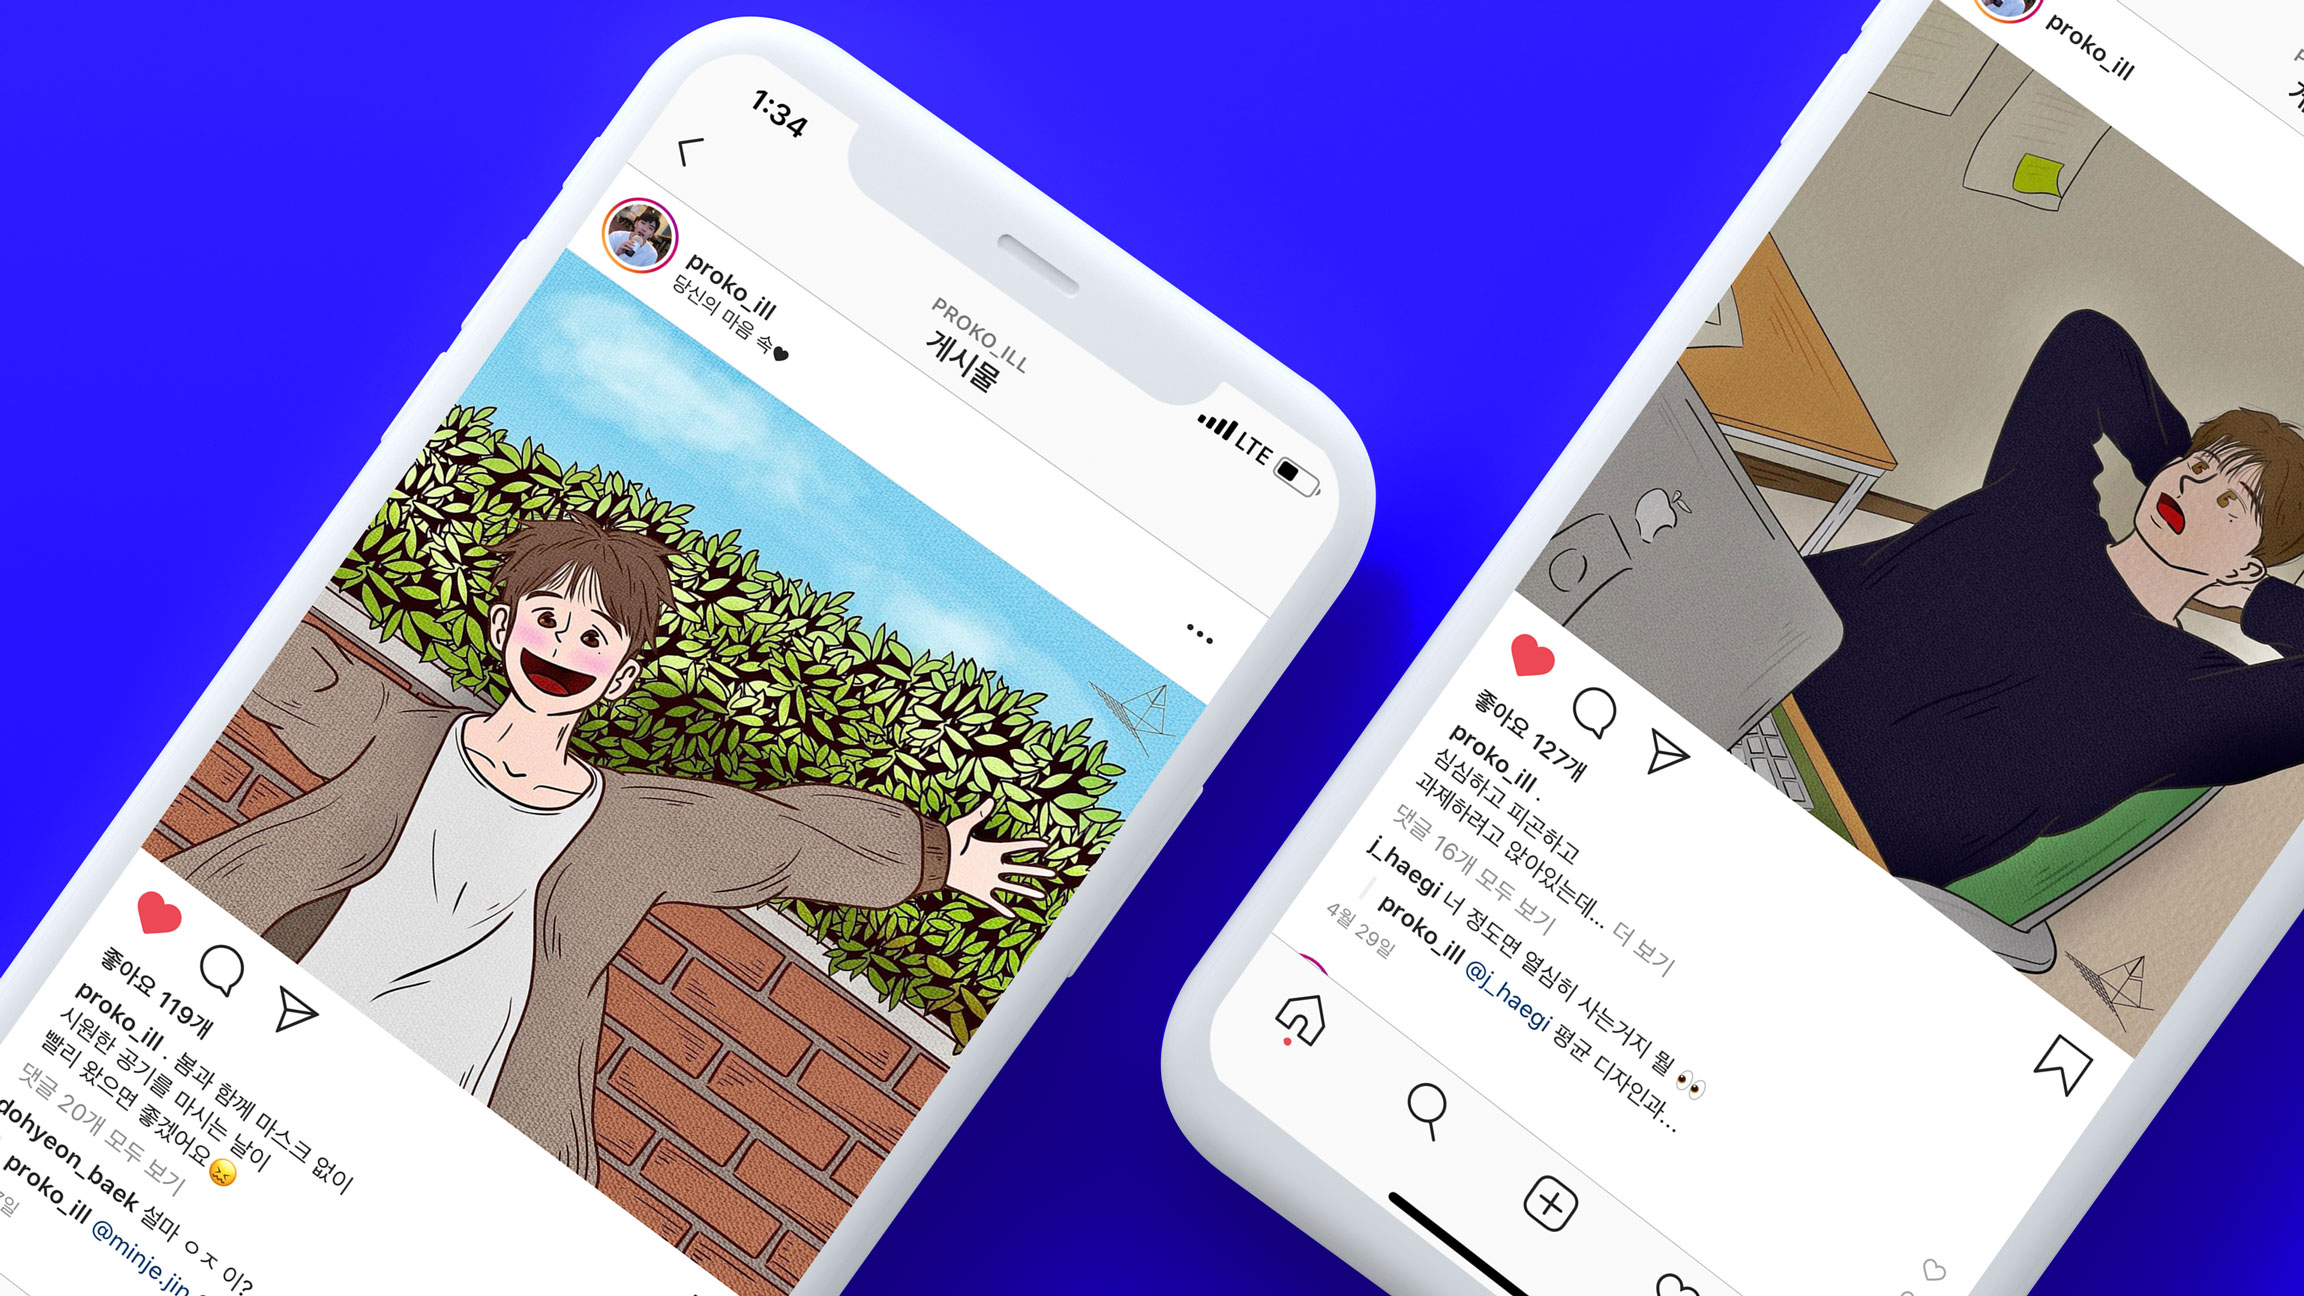 1:34
LTE
PROKO_ILL
게시물
proko_ill
당신의 마음 속🖤
좋아요 119개
proko_ill . 봄과 함께 마스크 없이
시원한 공기를 마시는 날이
빨리 왔으면 좋겠어요😖
댓글 20개 모두 보기
dohyeon_baek 설마 ㅇㅈ 이?
proko_ill @minje.jin
7일
proko_ill
좋아요 127개
proko_ill .
심심하고 피곤하고
과제하려고 앉아있는데... 더 보기
댓글 16개 모두 보기
j_haegi 너 정도면 열심히 사는거지 뭘 👀
proko_ill @j_haegi 평균 디자인과...
4월 29일